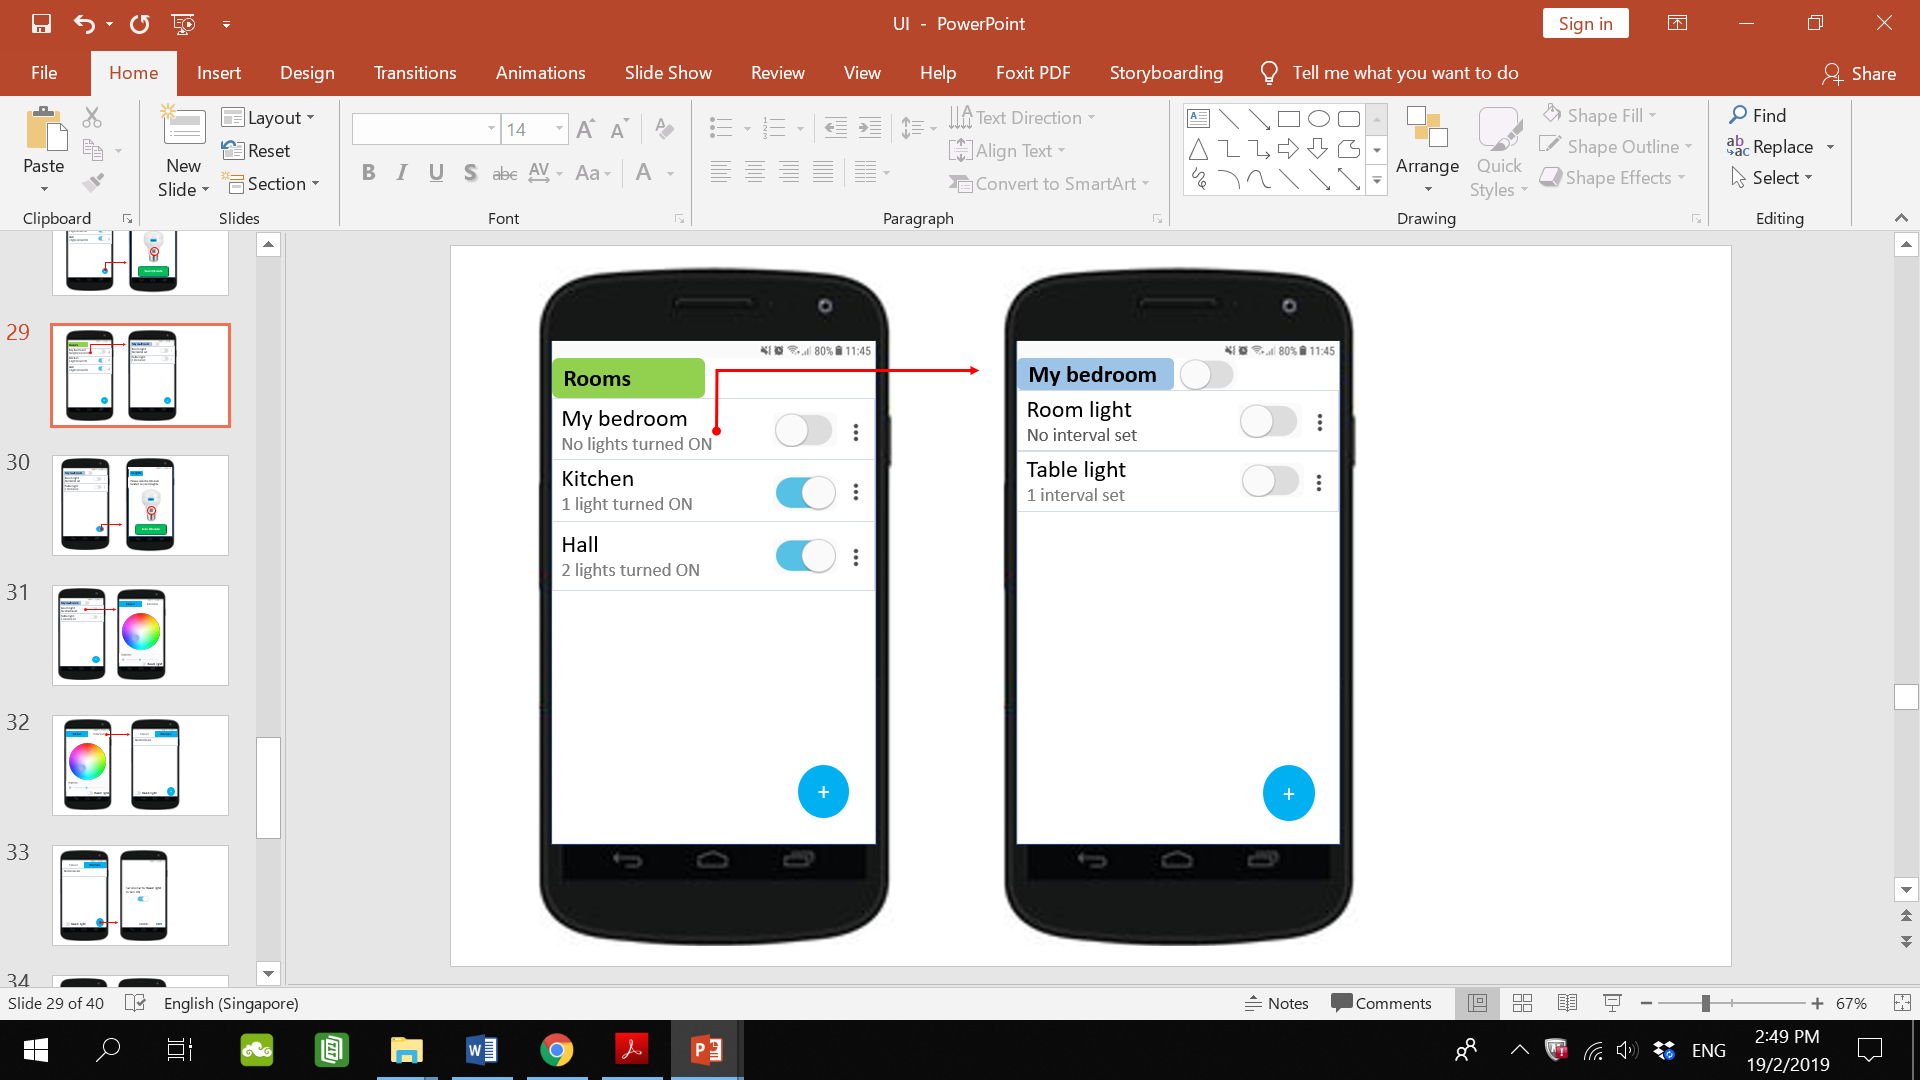 UI - PowerPoint
Sign in
File Home Insert Design Transitions Animations Slide Show Review View Help Foxit PDF Storyboarding Tell me what you want to do Share
Paste
Clipboard
New Slide
Layout
Reset
Section
Slides
14
B I U S abc AV Aa A
Font
Text Direction
Align Text
Convert to SmartArt
Paragraph
Arrange
Quick Styles
Shape Fill
Shape Outline
Shape Effects
Drawing
Find
Replace
Select
Editing
29
30
31
32
33
34
80% 11:45
Rooms
My bedroom
No lights turned ON
Kitchen
1 light turned ON
Hall
2 lights turned ON
+
80% 11:45
My bedroom
Room light
No interval set
Table light
1 interval set
+
Slide 29 of 40 English (Singapore) Notes Comments 67%
ENG
2:49 PM
19/2/2019